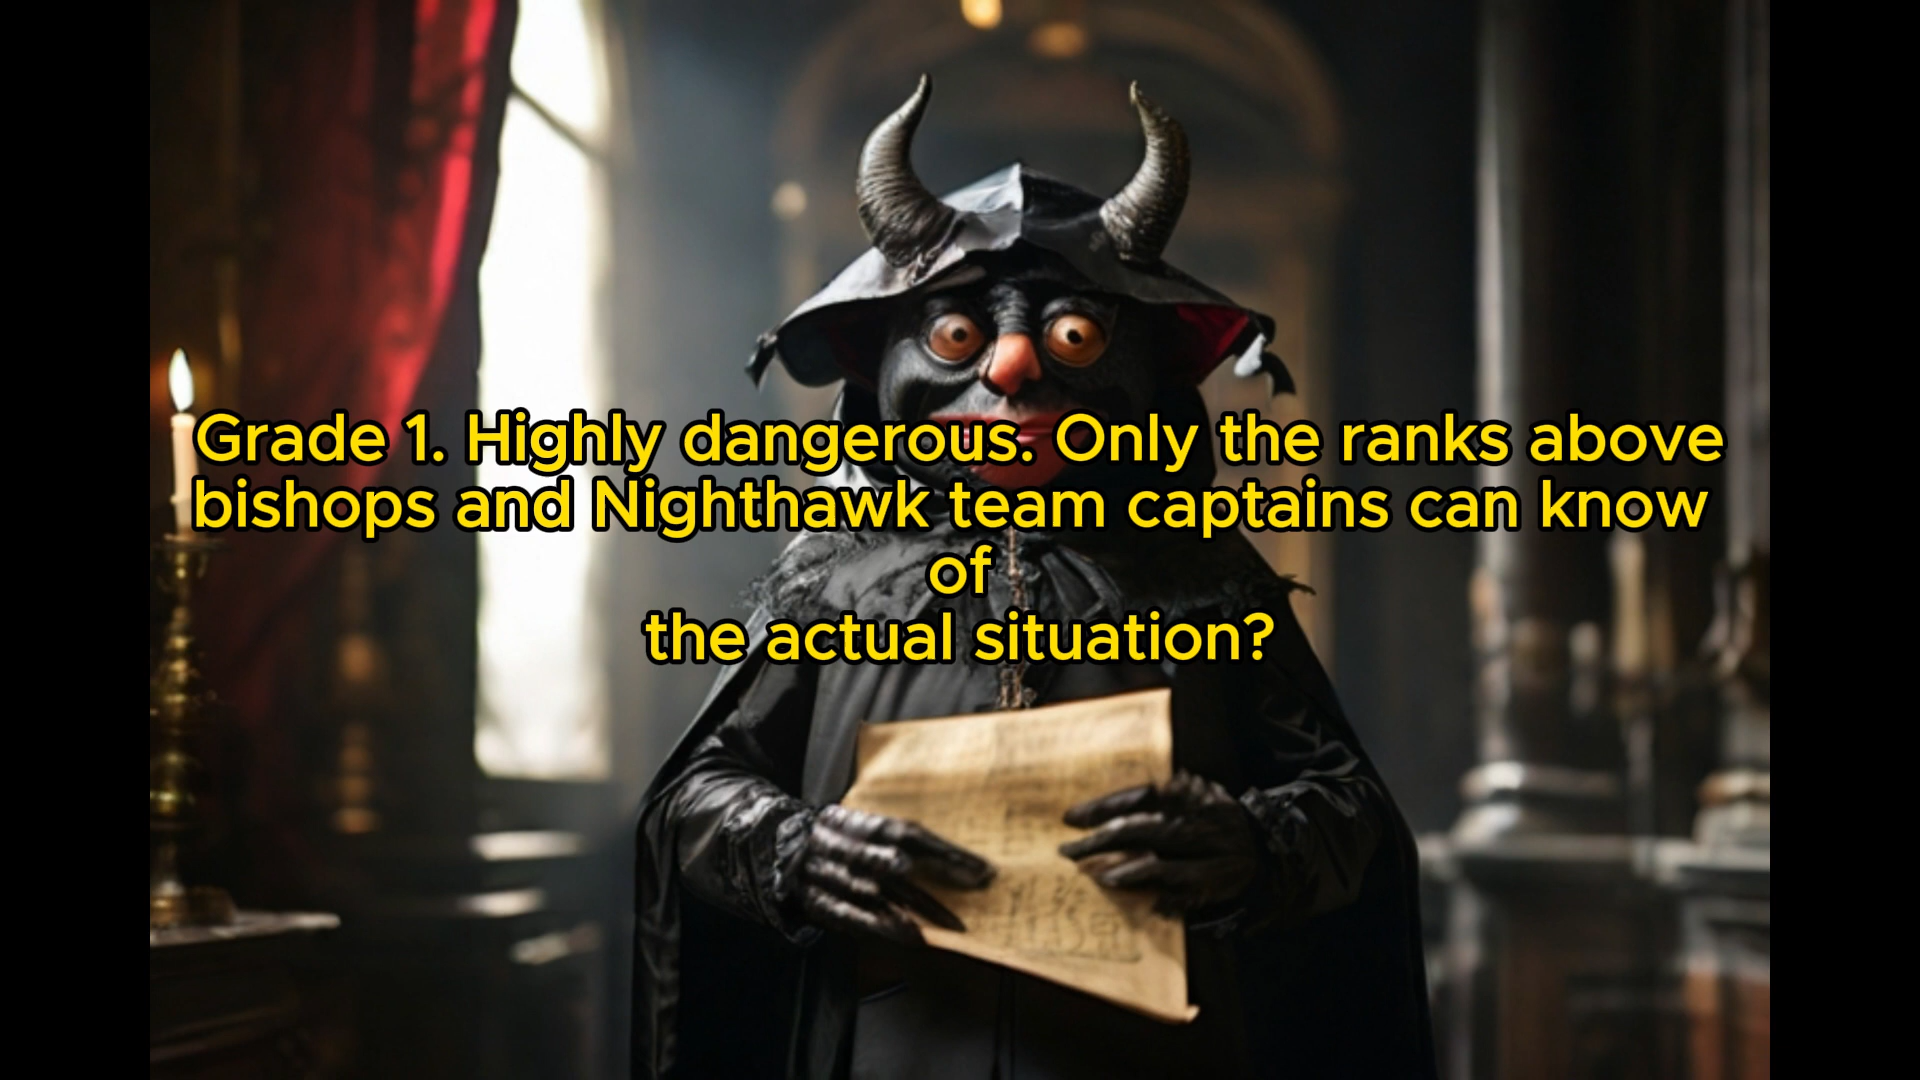 Grade 1. Highly dangerous. Only the ranks above
bishops and Nighthawk team captains can know
of
the actual situation?